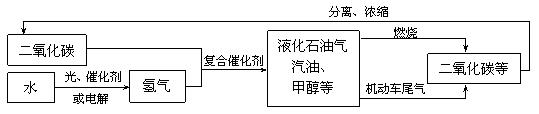 分离、浓缩
二氧化碳
水
光、催化剂
或电解
氢气
复合催化剂
液化石油气
汽油、
甲醇等
燃烧
机动车尾气
二氧化碳等